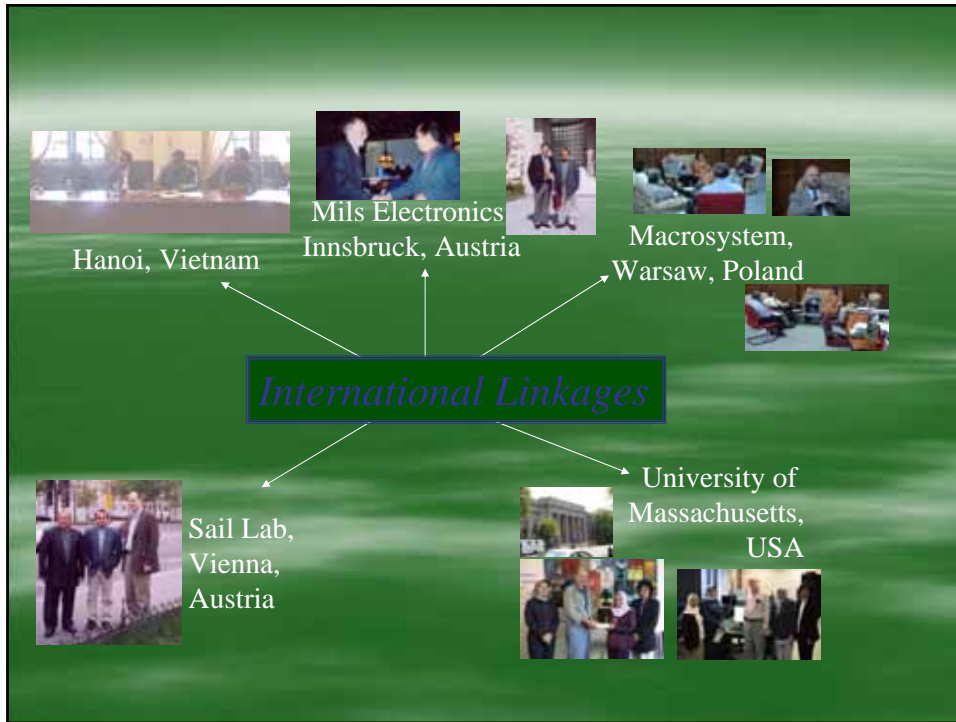 Mils Electronics
Innsbruck, Austria
Hanoi, Vietnam
Macrosystem,
Warsaw, Poland
International Linkages
Sail Lab,
Vienna,
Austria
University of
Massachusetts,
USA